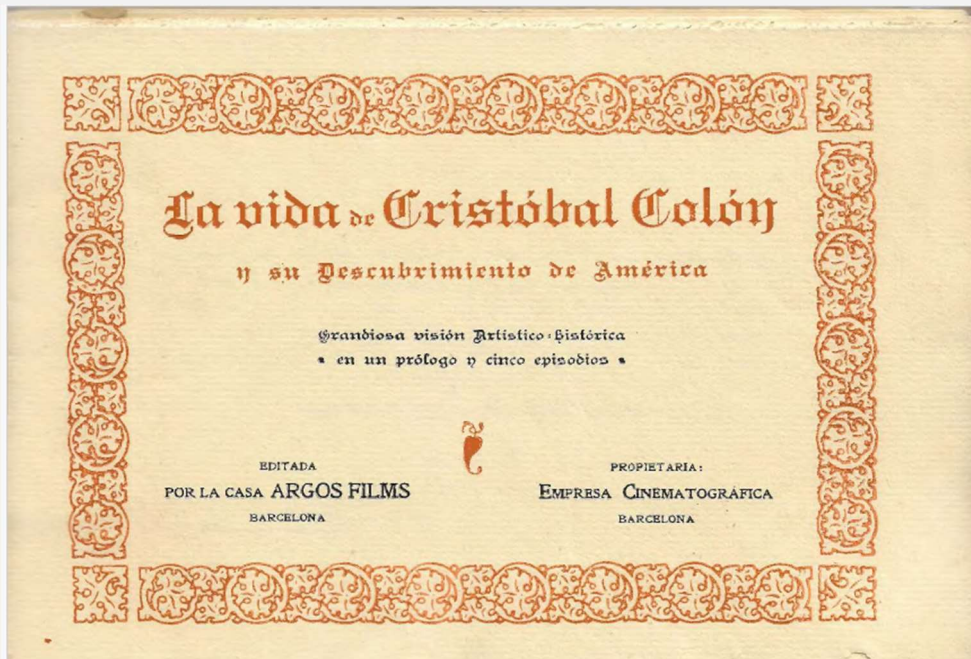 La vida de Cristóbal Colón
y su Descubrimiento de América
Grandiosa visión Artístico-histórica
• en un prólogo y cinco episodios •
EDITADA
POR LA CASA ARGOS FILMS
BARCELONA
PROPIETARIA:
EMPRESA CINEMATOGRÁFICA
BARCELONA